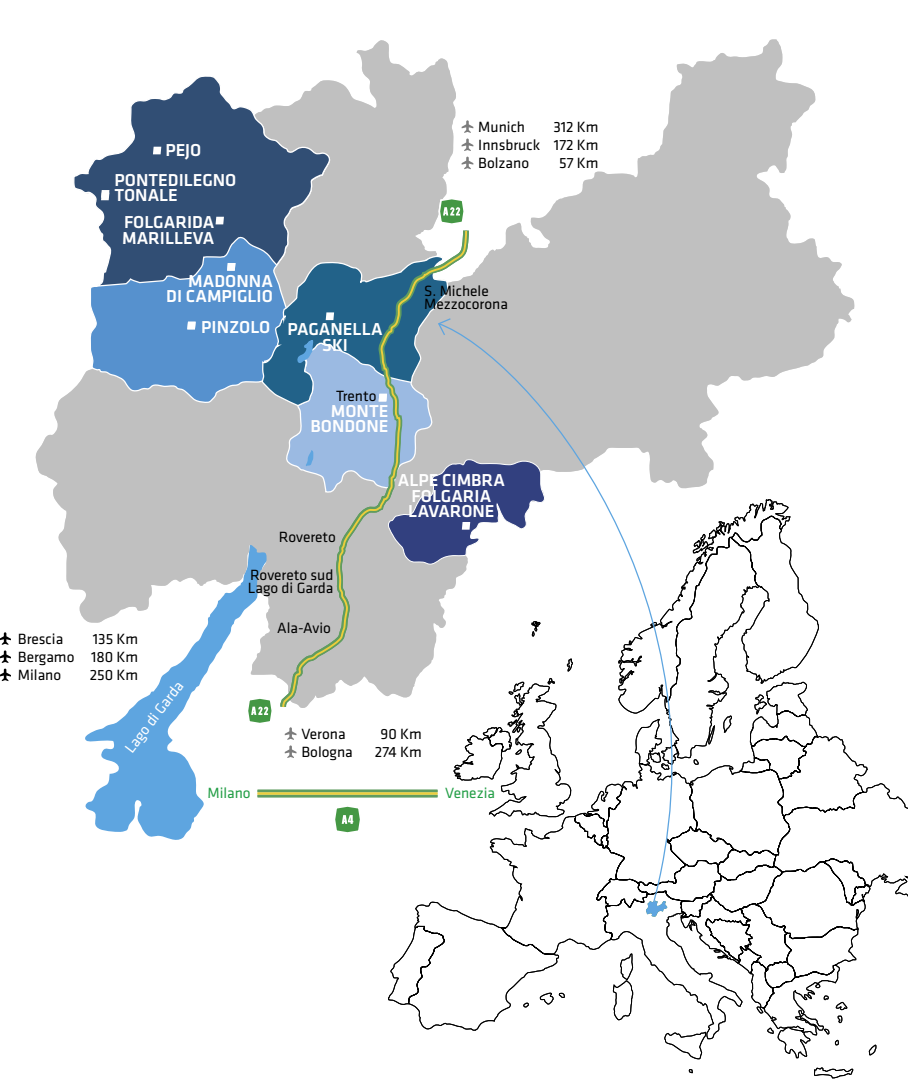 Munich 312 Km
Innsbruck 172 Km
Bolzano 57 Km
PEJO
PONTEDILEGNO
TONALE
A22
FOLGARIDA
MARILLEVA
MADONNA
DI CAMPIGLIO
S. Michele
Mezzocorona
PINZOLO
PAGANELLA
SKI
Trento
MONTE
BONDONE
ALPE CIMBRA
FOLGARIA
LAVARONE
Rovereto
Rovereto sud
Lago di Garda
Ala-Avio
Brescia 135 Km
Bergamo 180 Km
Milano 250 Km
Lago di Garda
A22
Verona 90 Km
Bologna 274 Km
Milano
Venezia
A4